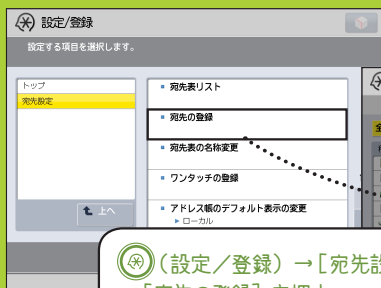 設定/登録
設定する項目を選択します。
トップ
宛先設定
上へ
宛先表リスト
宛先の登録
宛先表の名称変更
ワンタッチの登録
アドレス帳のデフォルト表示の変更
▶ローカル
(設定／登録)→[宛先設